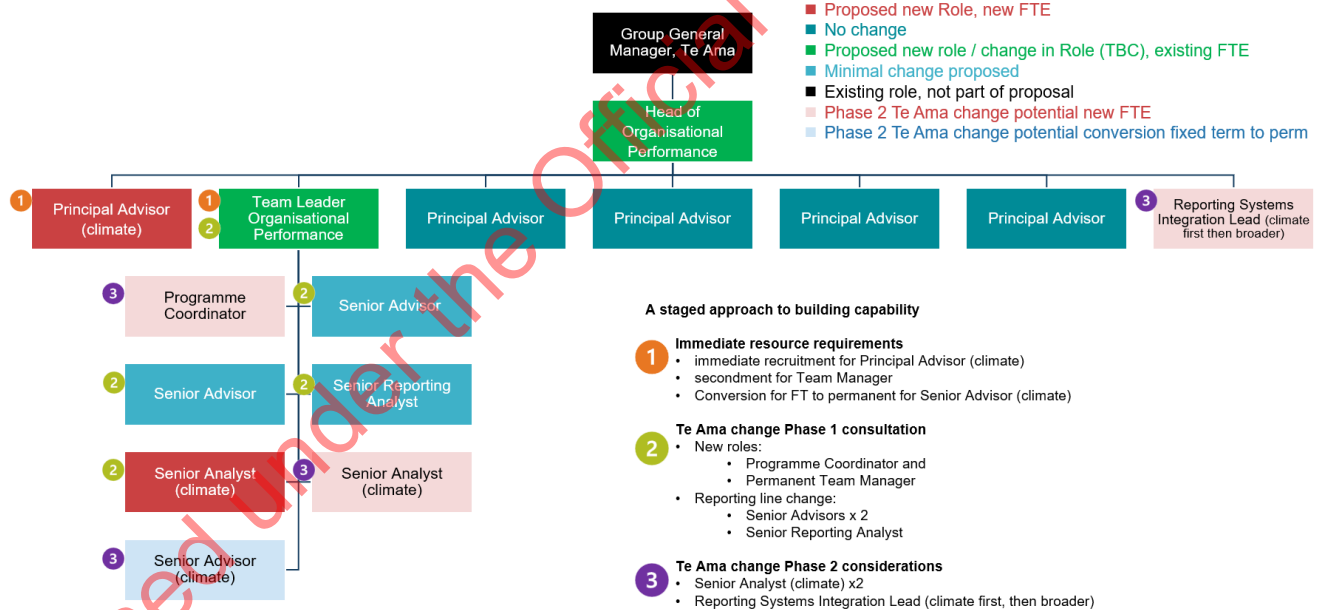 Group General
Manager, Te Ama
Proposed new Role, new FTE
No change
Proposed new role / change in Role (TBC), existing FTE
Minimal change proposed
Existing role, not part of proposal
Phase 2 Te Ama change potential new FTE
Phase 2 Te Ama change potential conversion fixed term to perm
Head of
Organisational
Performance
1
Principal Advisor
(climate)
1
2
Team Leader
Organisational
Performance
Principal Advisor
Principal Advisor
Principal Advisor
Principal Advisor
3
Reporting Systems
Integration Lead (climate
first then broader)
3
Programme
Coordinator
2
Senior Advisor
2
Senior Advisor
2
Senior Reporting
Analyst
2
Senior Analyst
(climate)
3
Senior Analyst
(climate)
3
Senior Advisor
(climate)
A staged approach to building capability
1
Immediate resource requirements
• immediate recruitment for Principal Advisor (climate)
• secondment for Team Manager
• Conversion for FT to permanent for Senior Advisor (climate)
2
Te Ama change Phase 1 consultation
• New roles:
• Programme Coordinator and
• Permanent Team Manager
• Reporting line change:
• Senior Advisors x 2
• Senior Reporting Analyst
3
Te Ama change Phase 2 considerations
• Senior Analyst (climate) x2
• Reporting Systems Integration Lead (climate first, then broader)
under the Official